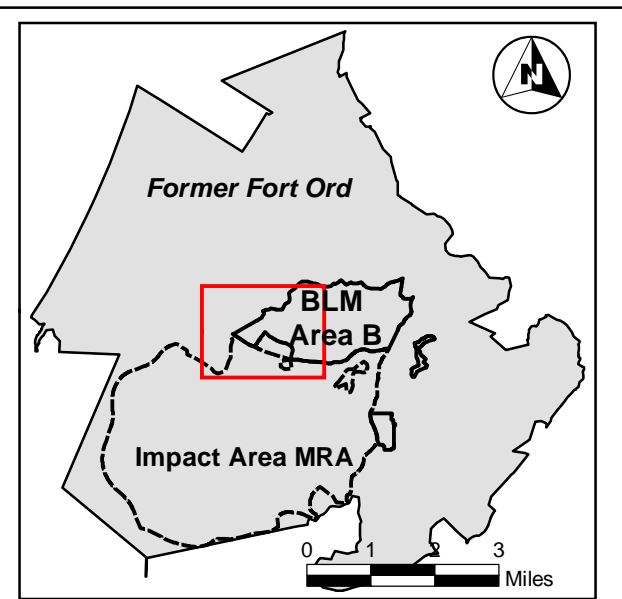 N
Former Fort Ord
BLM
Area B
Impact Area MRA
0 1 2 3
Miles